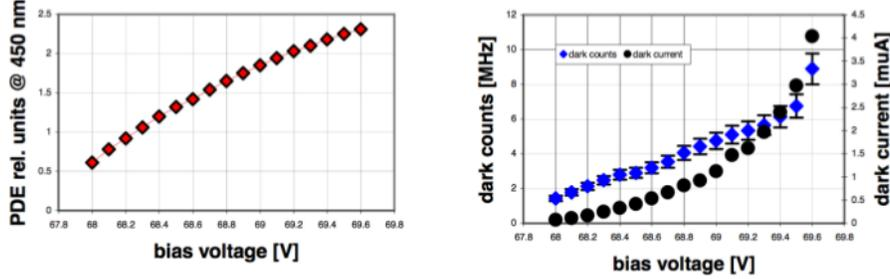 PDE rel. units @ 450 nm
2.5
2
1.5
1
0.5
0
67.8 68 68.2 68.4 68.6 68.8 69 69.2 69.4 69.6 69.8
bias voltage [V]
dark counts [MHz]
12
10
8
6
4
2
0
dark counts dark current
4.5
4
3.5
3
2.5
2
1.5
1
0.5
0
dark current [muA]
67.8 68 68.2 68.4 68.6 68.8 69 69.2 69.4 69.6 69.8
bias voltage [V]